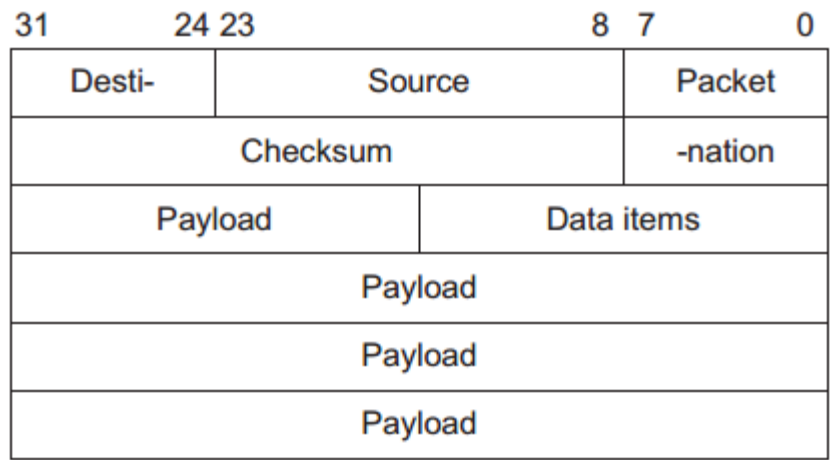 31 24 23 8 7 0
Desti- Source Packet
Checksum -nation
Payload Data items
Payload
Payload
Payload